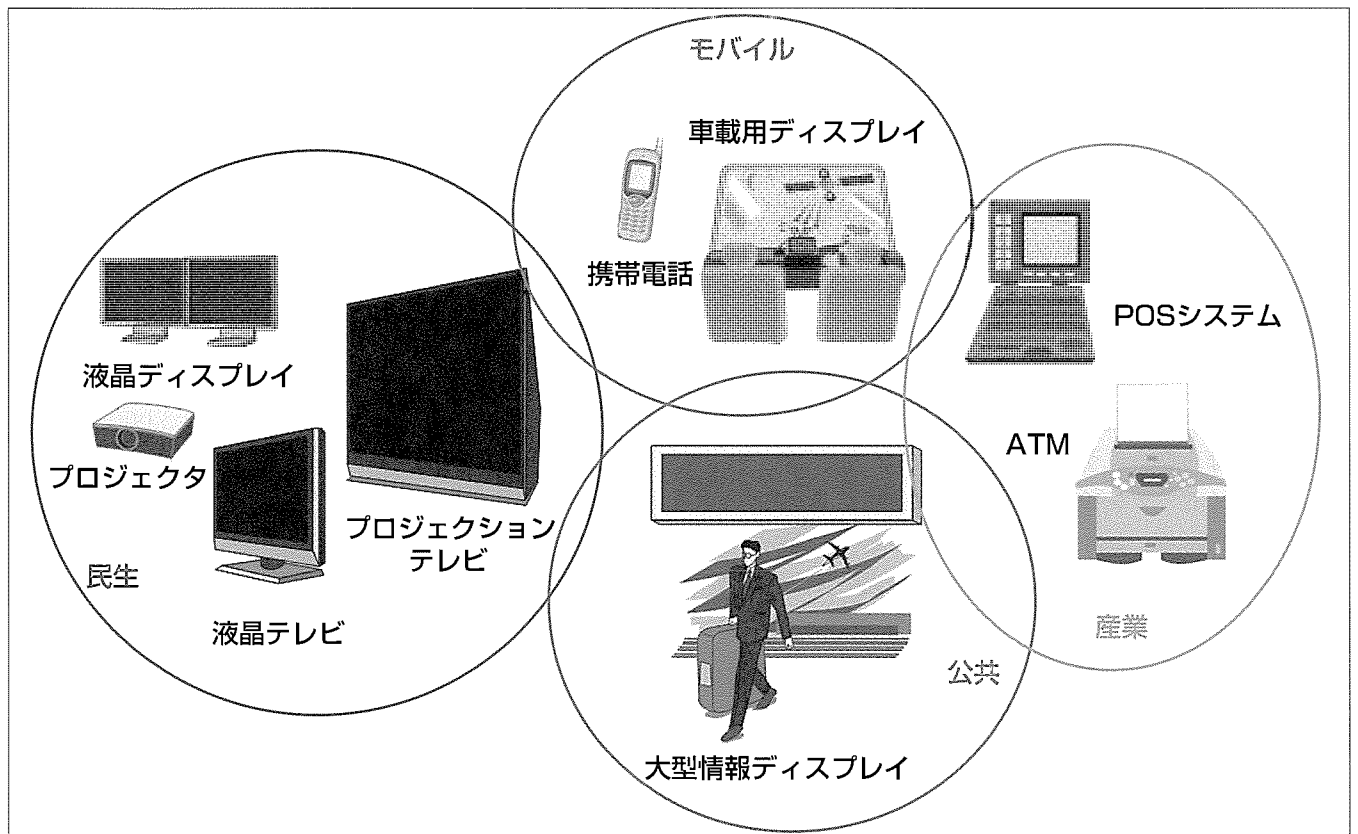 モバイル
車載用ディスプレイ
携帯電話
POSシステム
液晶ディスプレイ
ATM
プロジェクタ
プロジェクション
テレビ
民生
液晶テレビ
産業
公共
大型情報ディスプレイ